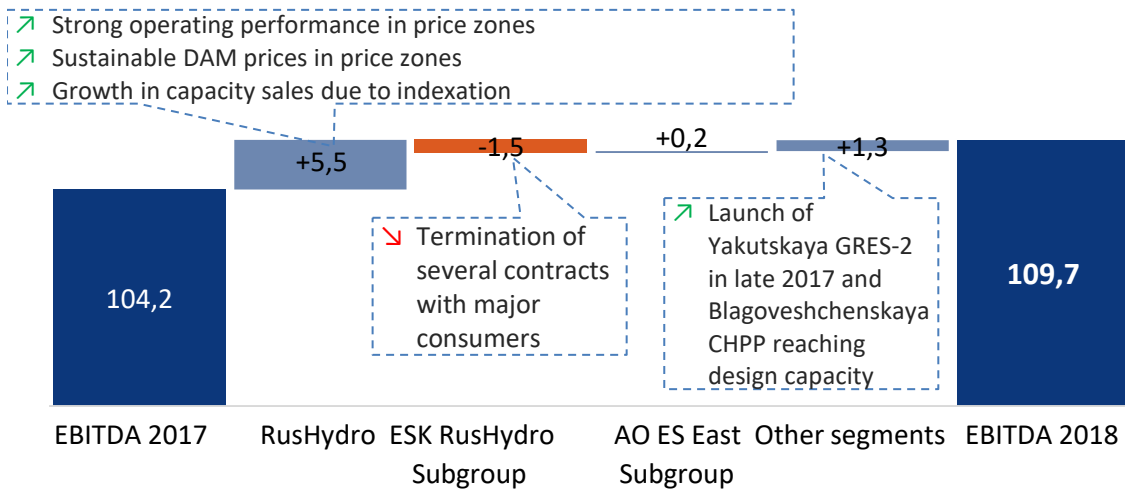 ↗ Strong operating performance in price zones
↗ Sustainable DAM prices in price zones
↗ Growth in capacity sales due to indexation
104,2
+5,5
-1,5
+0,2
+1,3
109,7
↘ Termination of
several contracts
with major
consumers
↗ Launch of
Yakutskaya GRES-2
in late 2017 and
Blagoveshchenskaya
CHPP reaching
design capacity
EBITDA 2017
RusHydro
ESK RusHydro
Subgroup
AO ES East
Subgroup
Other segments
EBITDA 2018